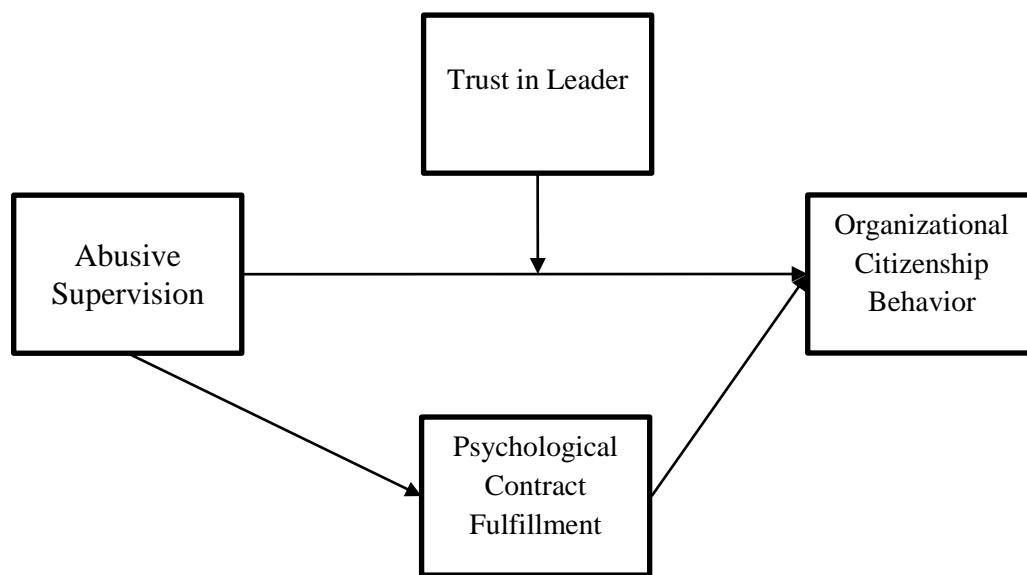 Trust in Leader
Abusive
Supervision
Organizational
Citizenship
Behavior
Psychological
Contract
Fulfillment